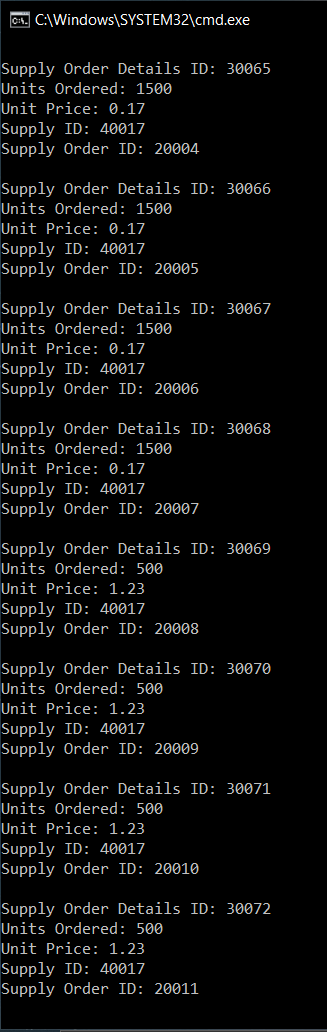 C:\Windows\SYSTEM32\cmd.exe
Supply Order Details ID: 30065
Units Ordered: 1500
Unit Price: 0.17
Supply ID: 40017
Supply Order ID: 20004
Supply Order Details ID: 30066
Units Ordered: 1500
Unit Price: 0.17
Supply ID: 40017
Supply Order ID: 20005
Supply Order Details ID: 30067
Units Ordered: 1500
Unit Price: 0.17
Supply ID: 40017
Supply Order ID: 20006
Supply Order Details ID: 30068
Units Ordered: 1500
Unit Price: 0.17
Supply ID: 40017
Supply Order ID: 20007
Supply Order Details ID: 30069
Units Ordered: 500
Unit Price: 1.23
Supply ID: 40017
Supply Order ID: 20008
Supply Order Details ID: 30070
Units Ordered: 500
Unit Price: 1.23
Supply ID: 40017
Supply Order ID: 20009
Supply Order Details ID: 30071
Units Ordered: 500
Unit Price: 1.23
Supply ID: 40017
Supply Order ID: 20010
Supply Order Details ID: 30072
Units Ordered: 500
Unit Price: 1.23
Supply ID: 40017
Supply Order ID: 20011